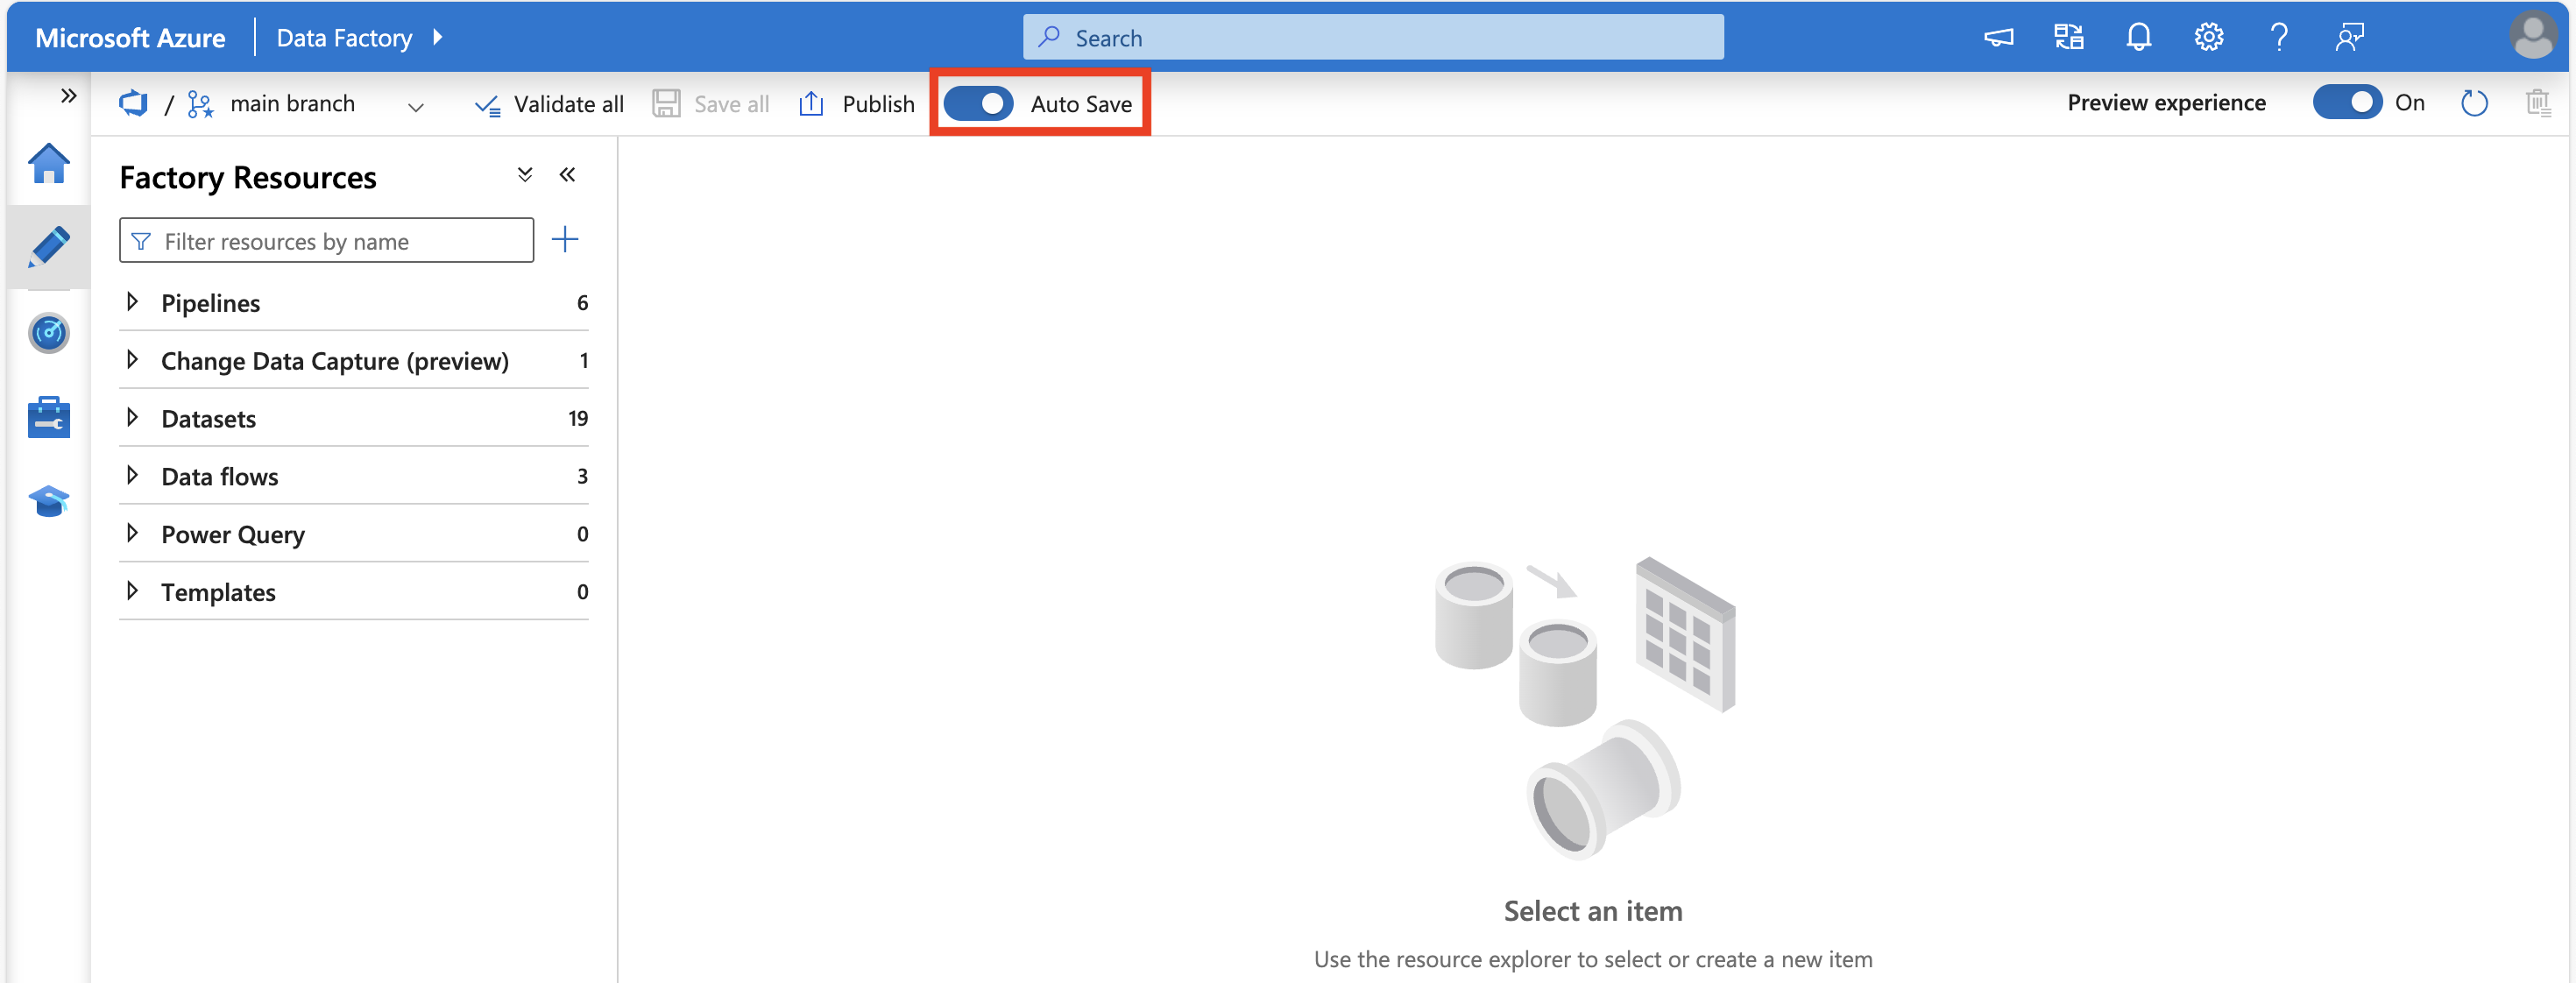 Microsoft Azure Data Factory Search
/ main branch Validate all Save all Publish Auto Save Preview experience On
Factory Resources
Filter resources by name
Pipelines 6
Change Data Capture (preview) 1
Datasets 19
Data flows 3
Power Query 0
Templates 0
Select an item
Use the resource explorer to select or create a new item